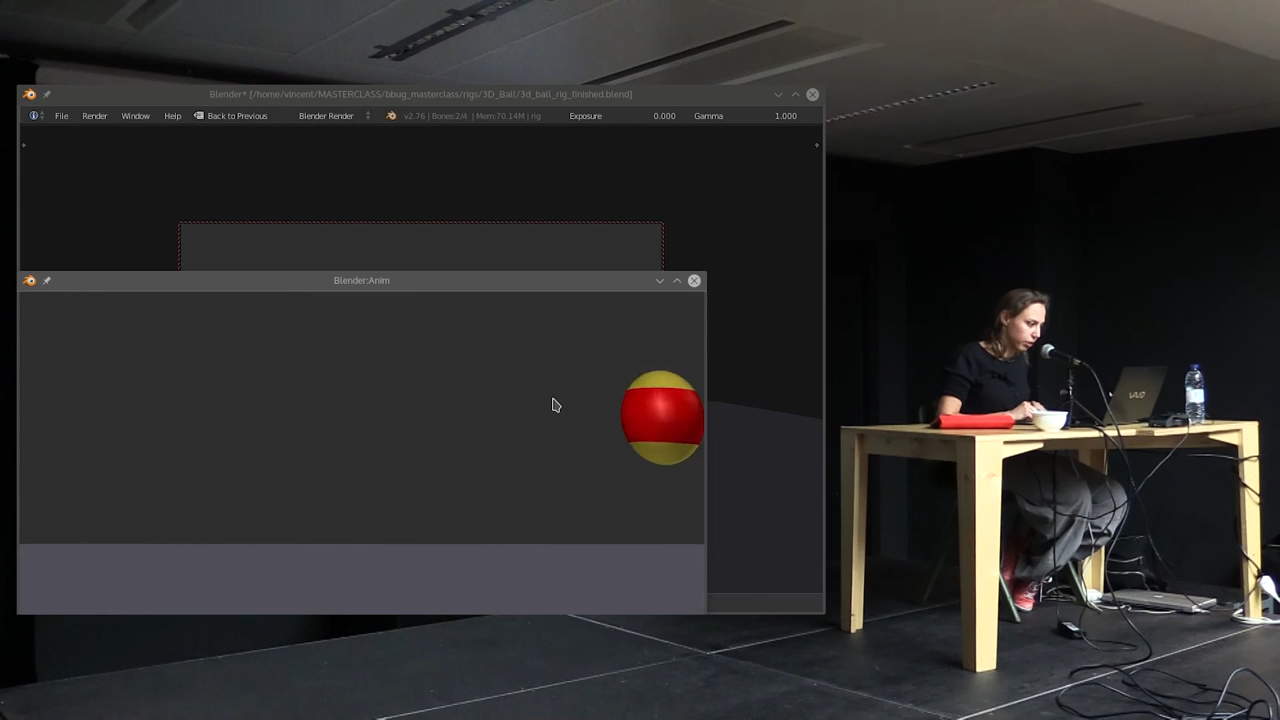 Blender* [/home/vincent/MASTERCLASS/bbug_masterclass/rigs/3D_Ball/3d_ball_rig_finished.blend]
File Render Window Help Back to Previous Blender Render v2.76 | Bones:2/4 | Mem:70.14M | rig Exposure 0.000 Gamma 1.000
Blender:Anim
VAIO